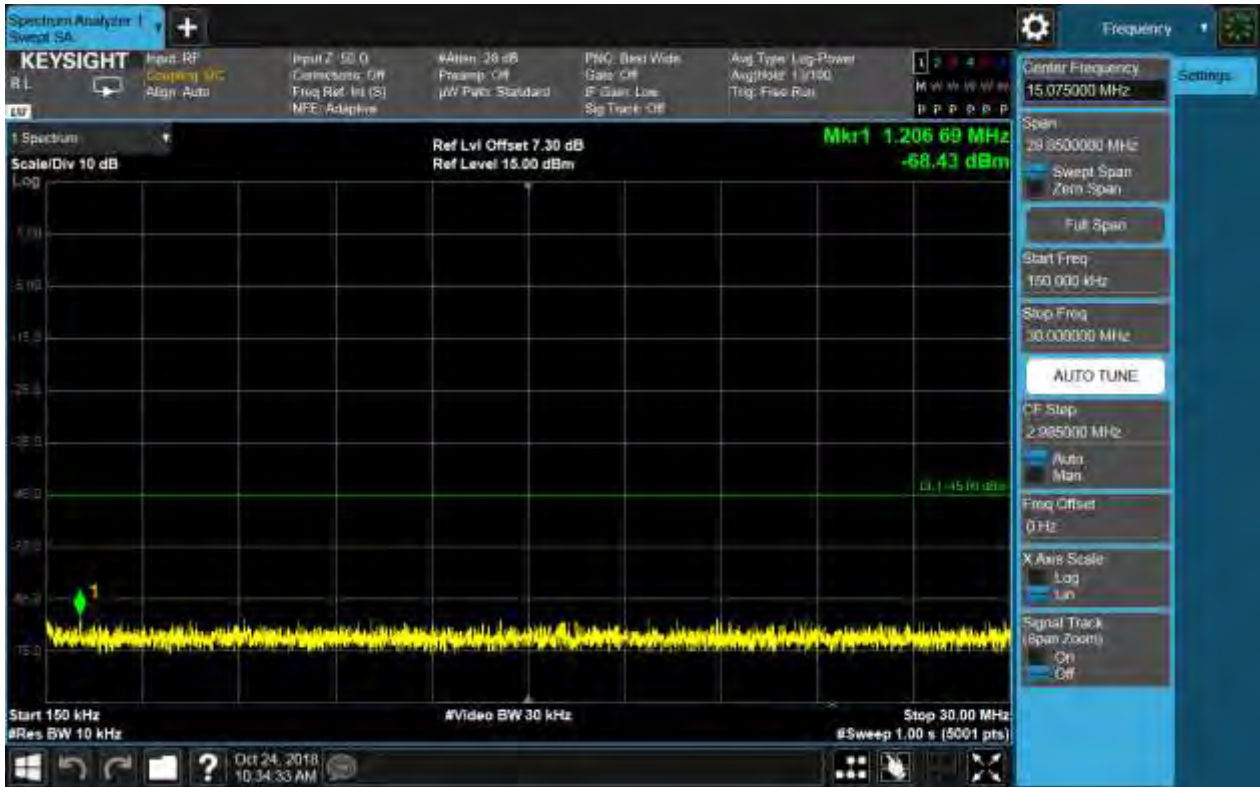 Spectrum Analyzer 1
Swept SA
Frequency
KEYSIGHT
Input: RF
Coupling: DC
Align: Auto
Input Z: 50 Ω
Corrections: Off
Freq Ref: Int (S)
NFE: Adaptive
#Atten: 28 dB
Preamp: Off
µW Path: Standard
PNO: Best Wide
Gate: Off
IF Gain: Low
Sig Track: Off
Avg Type: Log-Power
Avg|Hold: 13/100
Trig: Free Run
M W W W W W
P P P P P P
1 Spectrum
Scale/Div 10 dB
Log
Ref Lvl Offset 7.30 dB
Ref Level 15.00 dBm
Mkr1 1.206 69 MHz
-68.43 dBm
-75.0
1
Start 150 kHz
#Res BW 10 kHz
#Video BW 30 kHz
Stop 30.00 MHz
#Sweep 1.00 s (5001 pts)
Oct 24, 2018
10:34:33 AM
Center Frequency
15.075000 MHz
Settings
Span
29.8500000 MHz
Swept Span
Zero Span
Full Span
Start Freq
150.000 kHz
Stop Freq
30.000000 MHz
AUTO TUNE
CF Step
2.985000 MHz
Auto
Man
Freq Offset
0 Hz
X Axis Scale
Log
Lin
Signal Track
(Span Zoom)
On
Off